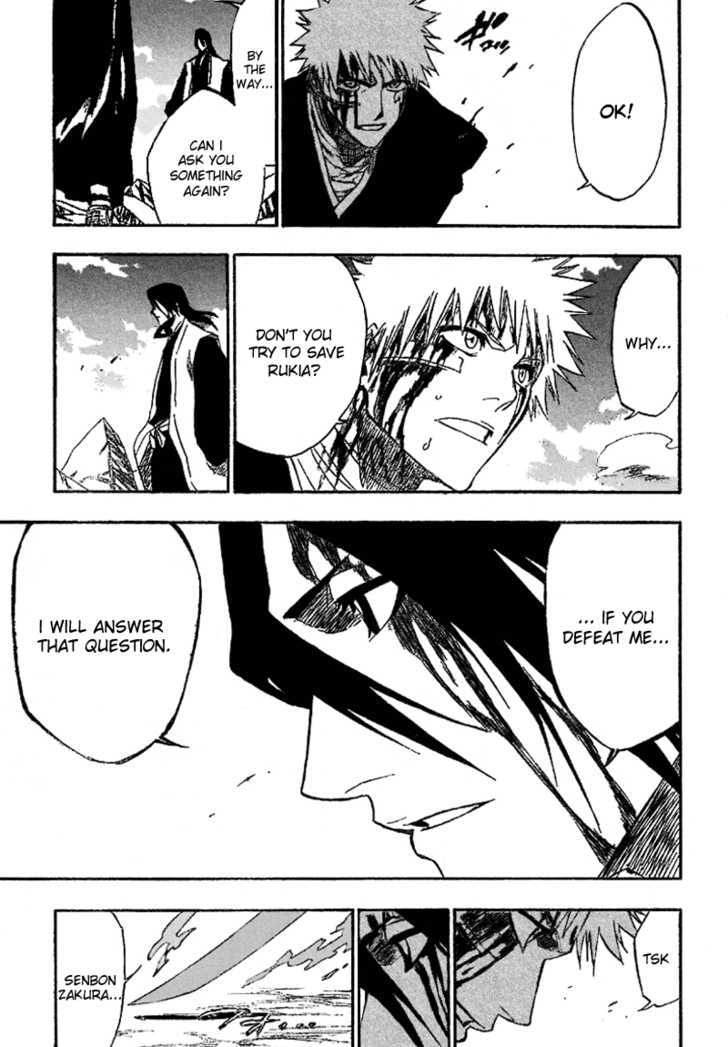 OK!
BY
THE
WAY...
CAN I
ASK YOU
SOMETHING
AGAIN?
WHY...
DON'T YOU
TRY TO SAVE
RUKIA?
... IF YOU
DEFEAT ME...
I WILL ANSWER
THAT QUESTION.
TSK
SENBON
ZAKURA...